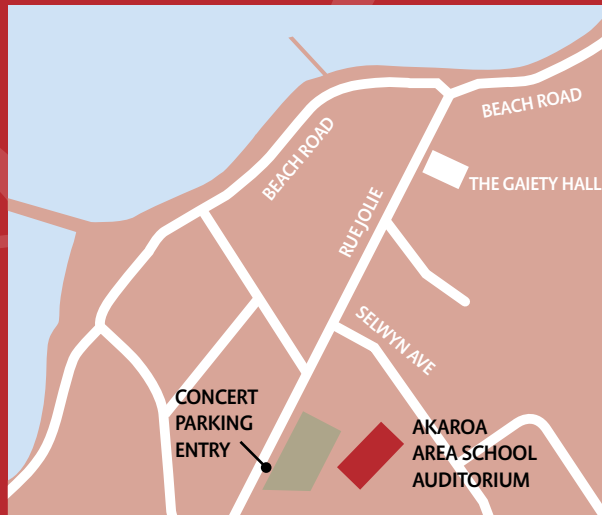 BEACH ROAD
BEACH ROAD
THE GAIETY HALL
RUE JOLIE
SELWYN AVE
CONCERT
PARKING
ENTRY
AKAROA
AREA SCHOOL
AUDITORIUM